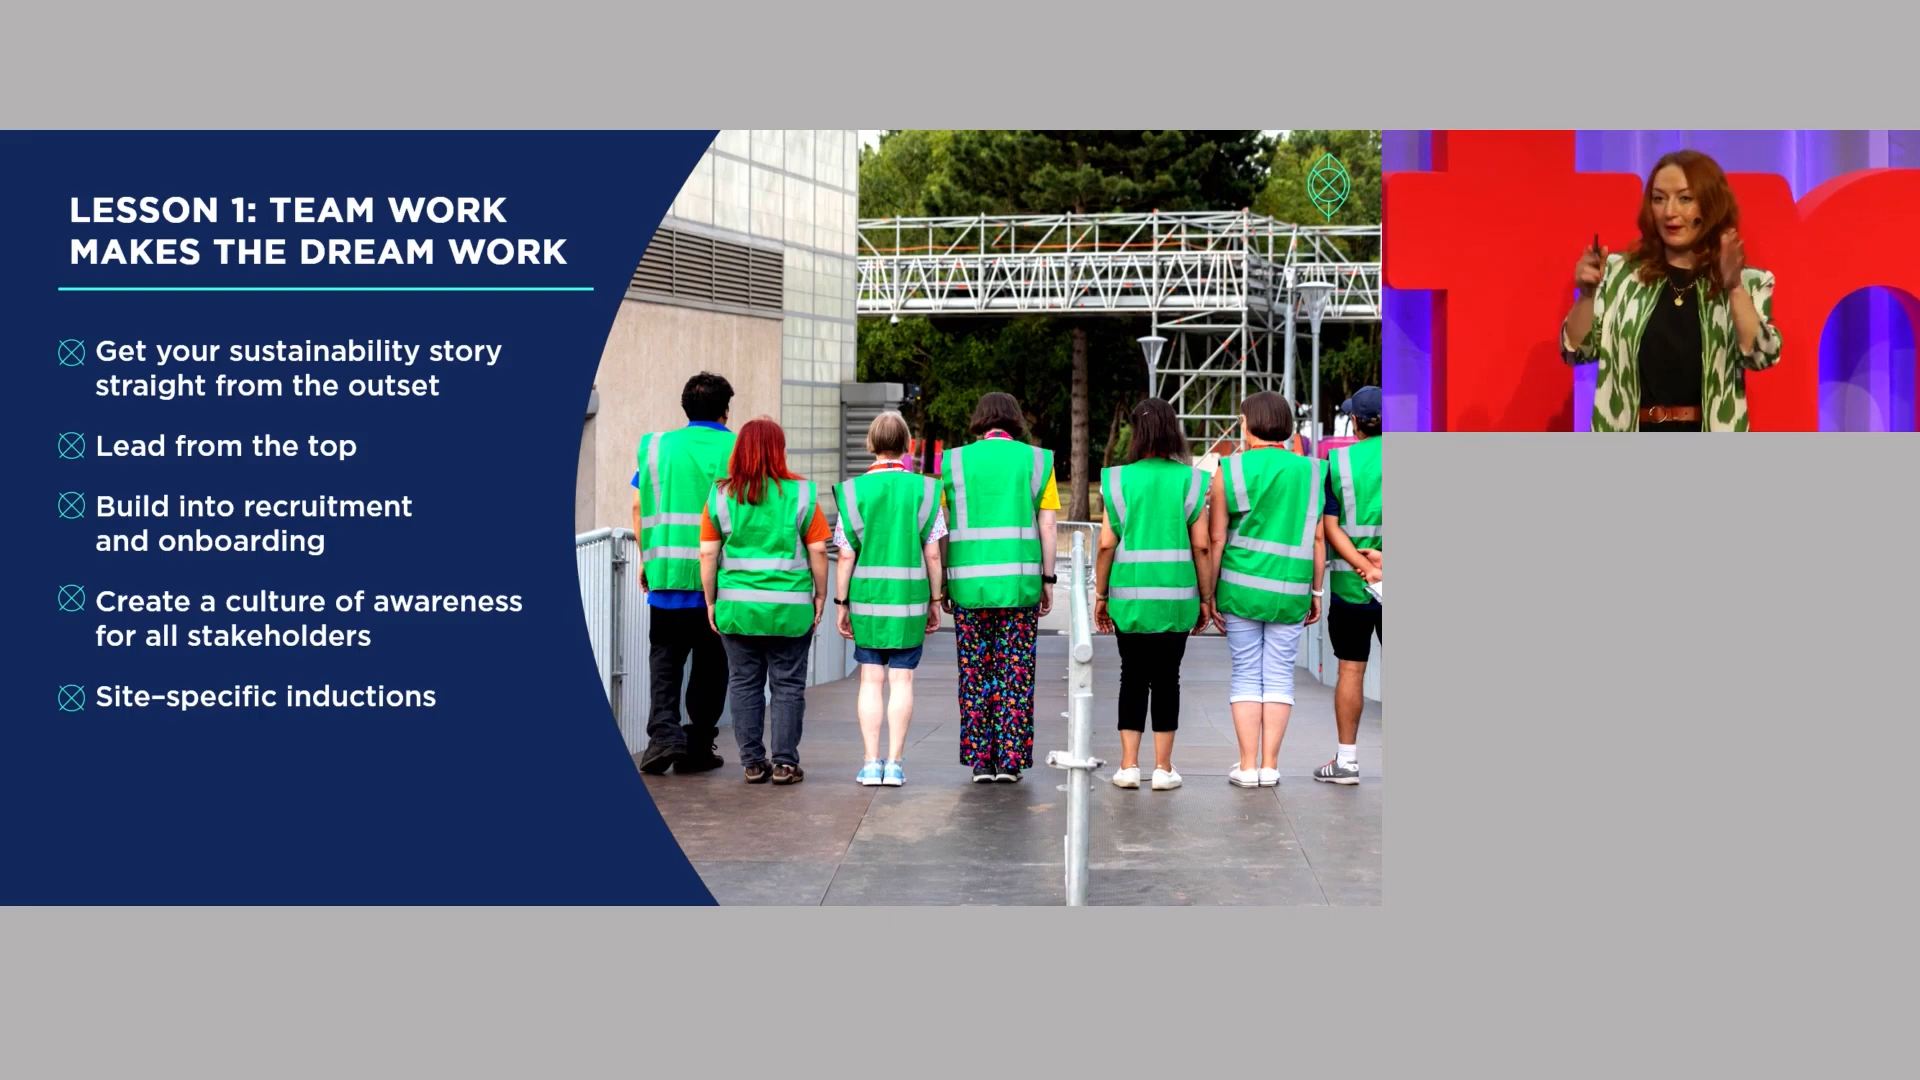 LESSON 1: TEAM WORK
MAKES THE DREAM WORK
Get your sustainability story
straight from the outset
Lead from the top
Build into recruitment
and onboarding
Create a culture of awareness
for all stakeholders
Site–specific inductions